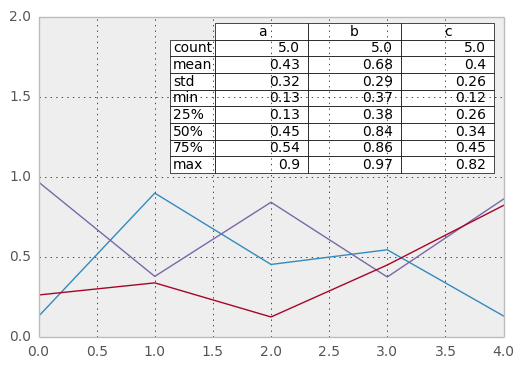 2.0
a b c
count 5.0 5.0 5.0
mean 0.43 0.68 0.4
std 0.32 0.29 0.26
1.5
min 0.13 0.37 0.12
25% 0.13 0.38 0.26
50% 0.45 0.84 0.34
75% 0.54 0.86 0.45
max 0.9 0.97 0.82
1.0
0.5
0.0
0.0 0.5 1.0 1.5 2.0 2.5 3.0 3.5 4.0